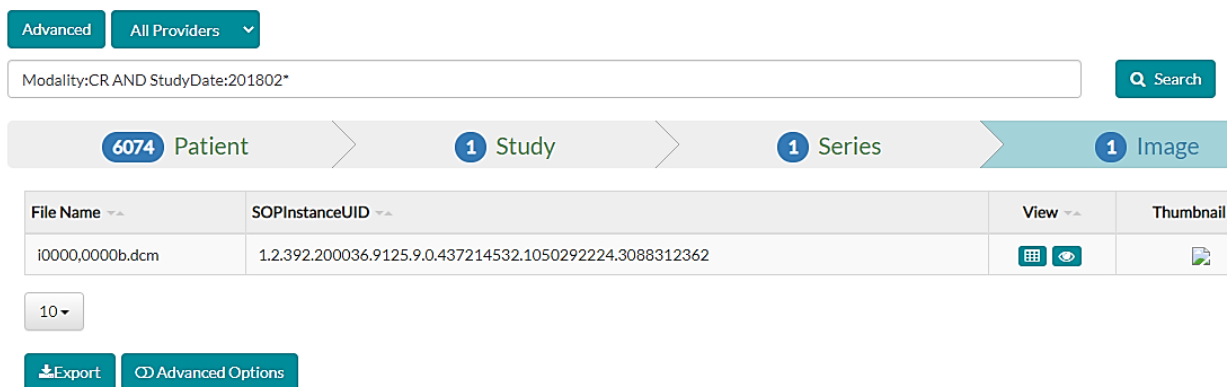 Advanced All Providers
Modality:CR AND StudyDate:201802*
Search
6074 Patient 1 Study 1 Series 1 Image
File Name SOPInstanceUID View Thumbnail
i0000,0000b.dcm 1.2.392.200036.9125.9.0.437214532.1050292224.3088312362
10
Export Advanced Options